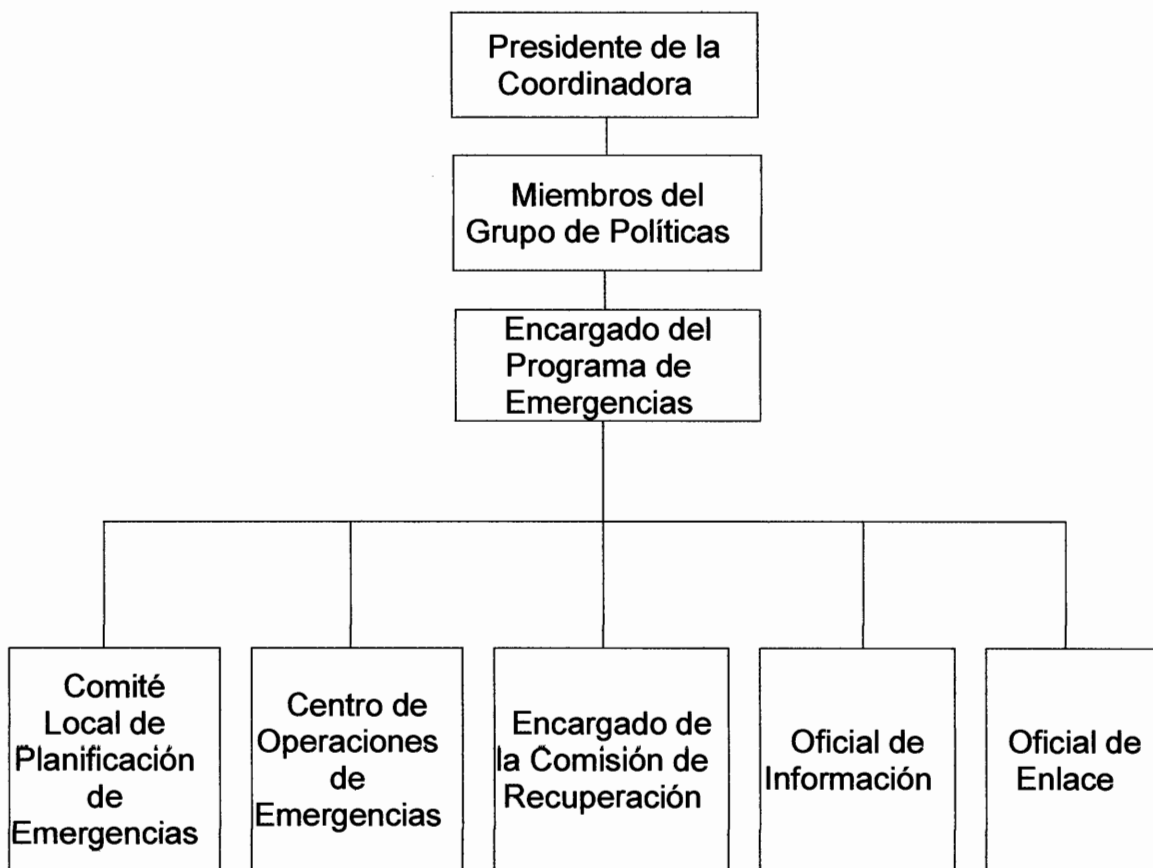 Presidente de la
Coordinadora
Miembros del
Grupo de Políticas
Encargado del
Programa de
Emergencias
Comité
Local de
Planificación
de
Emergencias
Centro de
Operaciones
de
Emergencias
Encargado de
la Comisión de
Recuperación
Oficial de
Información
Oficial de
Enlace